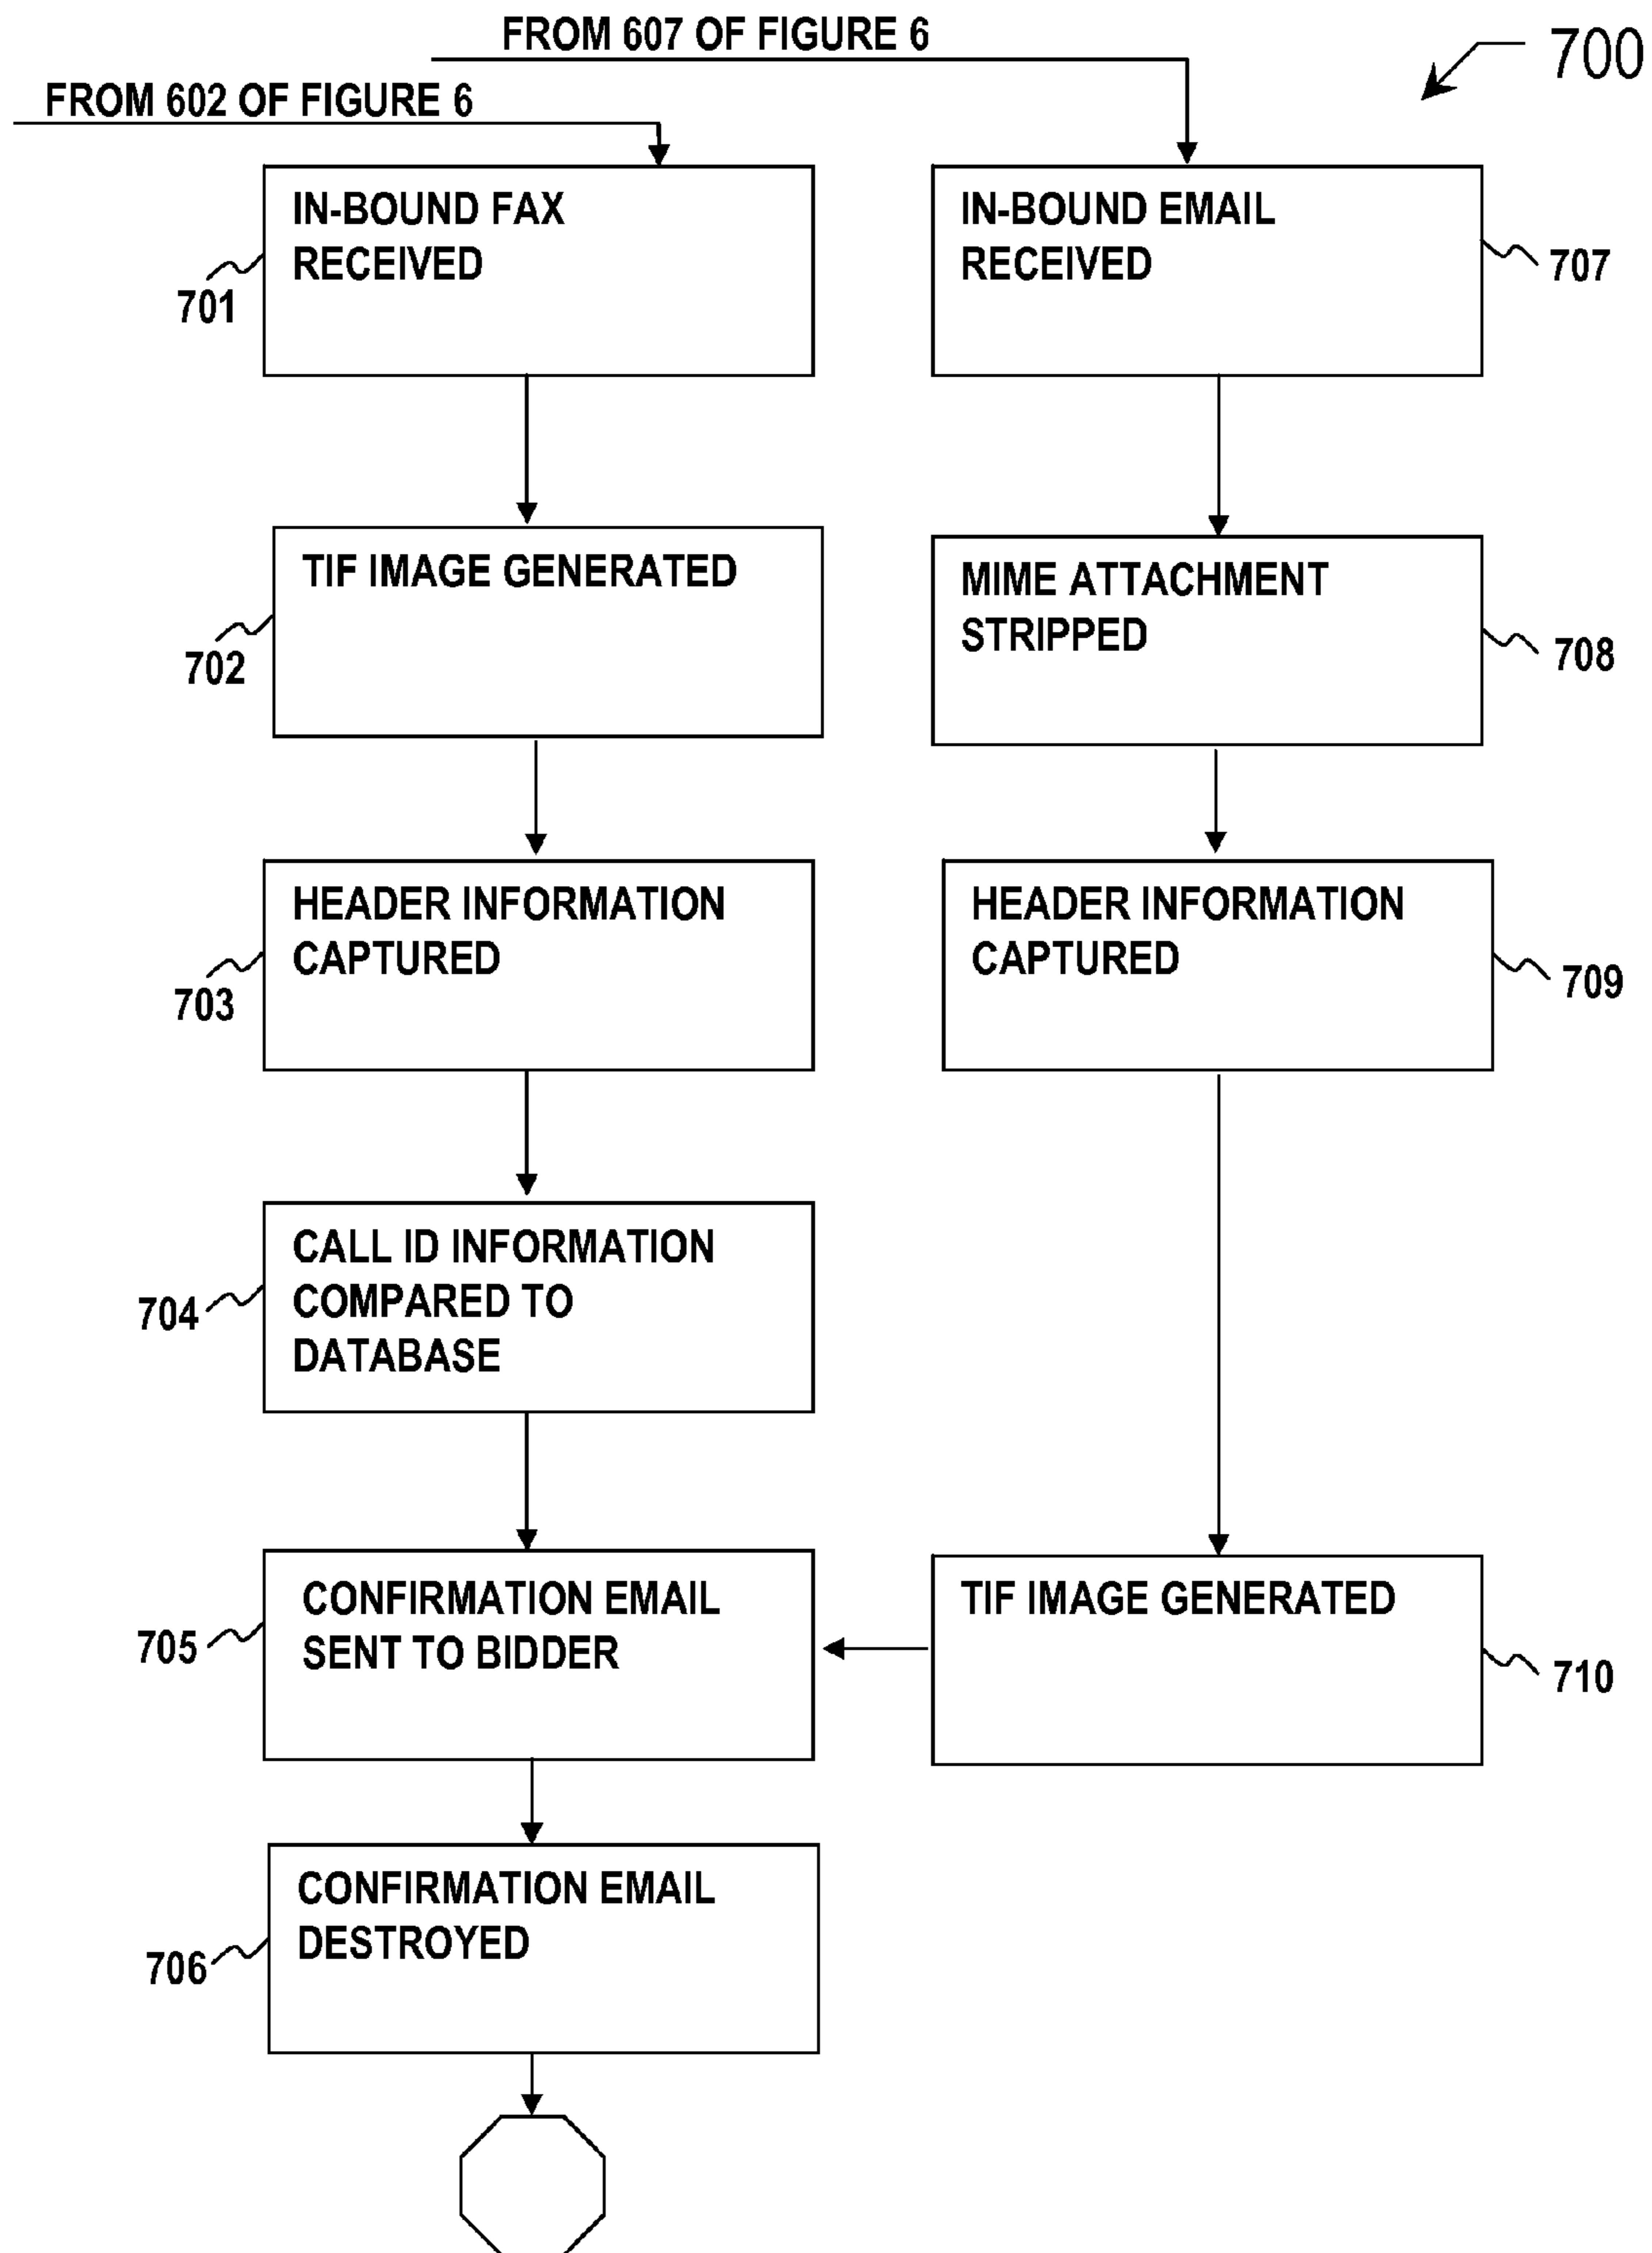 FROM 607 OF FIGURE 6
700
FROM 602 OF FIGURE 6
IN-BOUND FAX
RECEIVED
701
IN-BOUND EMAIL
RECEIVED
707
TIF IMAGE GENERATED
702
MIME ATTACHMENT
STRIPPED
708
HEADER INFORMATION
CAPTURED
703
HEADER INFORMATION
CAPTURED
709
CALL ID INFORMATION
COMPARED TO
DATABASE
704
CONFIRMATION EMAIL
SENT TO BIDDER
705
TIF IMAGE GENERATED
710
CONFIRMATION EMAIL
DESTROYED
706